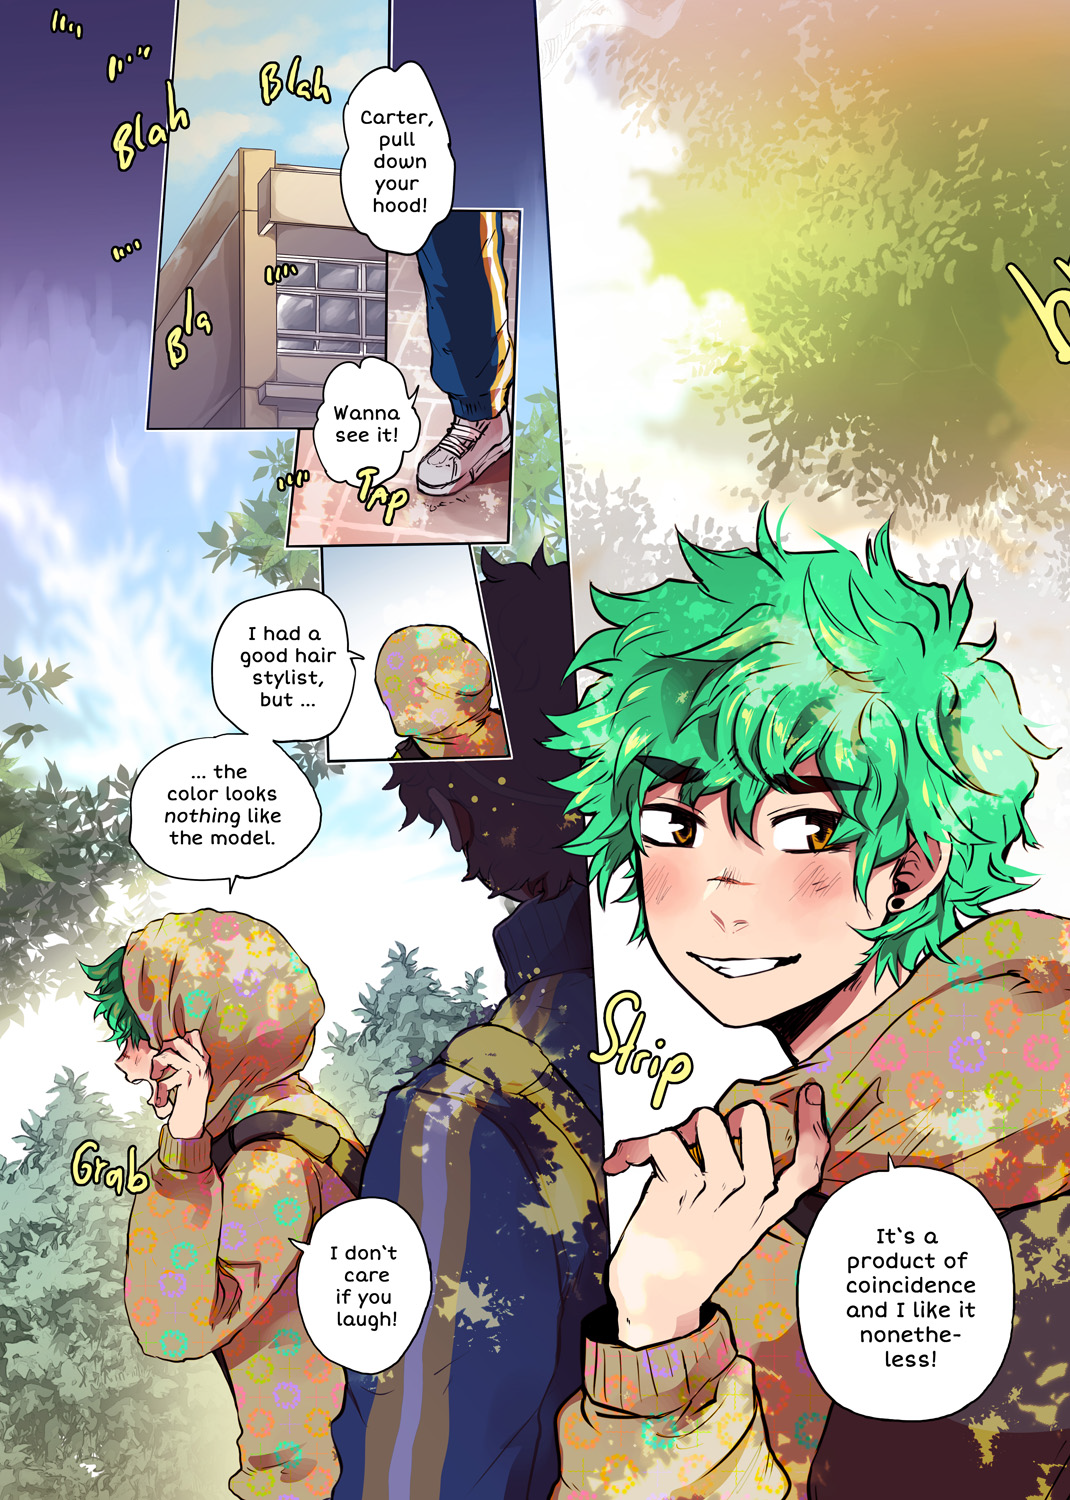 Blah
Blah
Carter,
pull
down
your
hood!
Bla
Wanna
see it!
TAP
I had a
good hair
stylist,
but ...
... the
color looks
nothing like
the model.
Grab
I don't
care
if you
laugh!
Strip
It's a
product of
coincidence
and I like it
nonethe-
less!